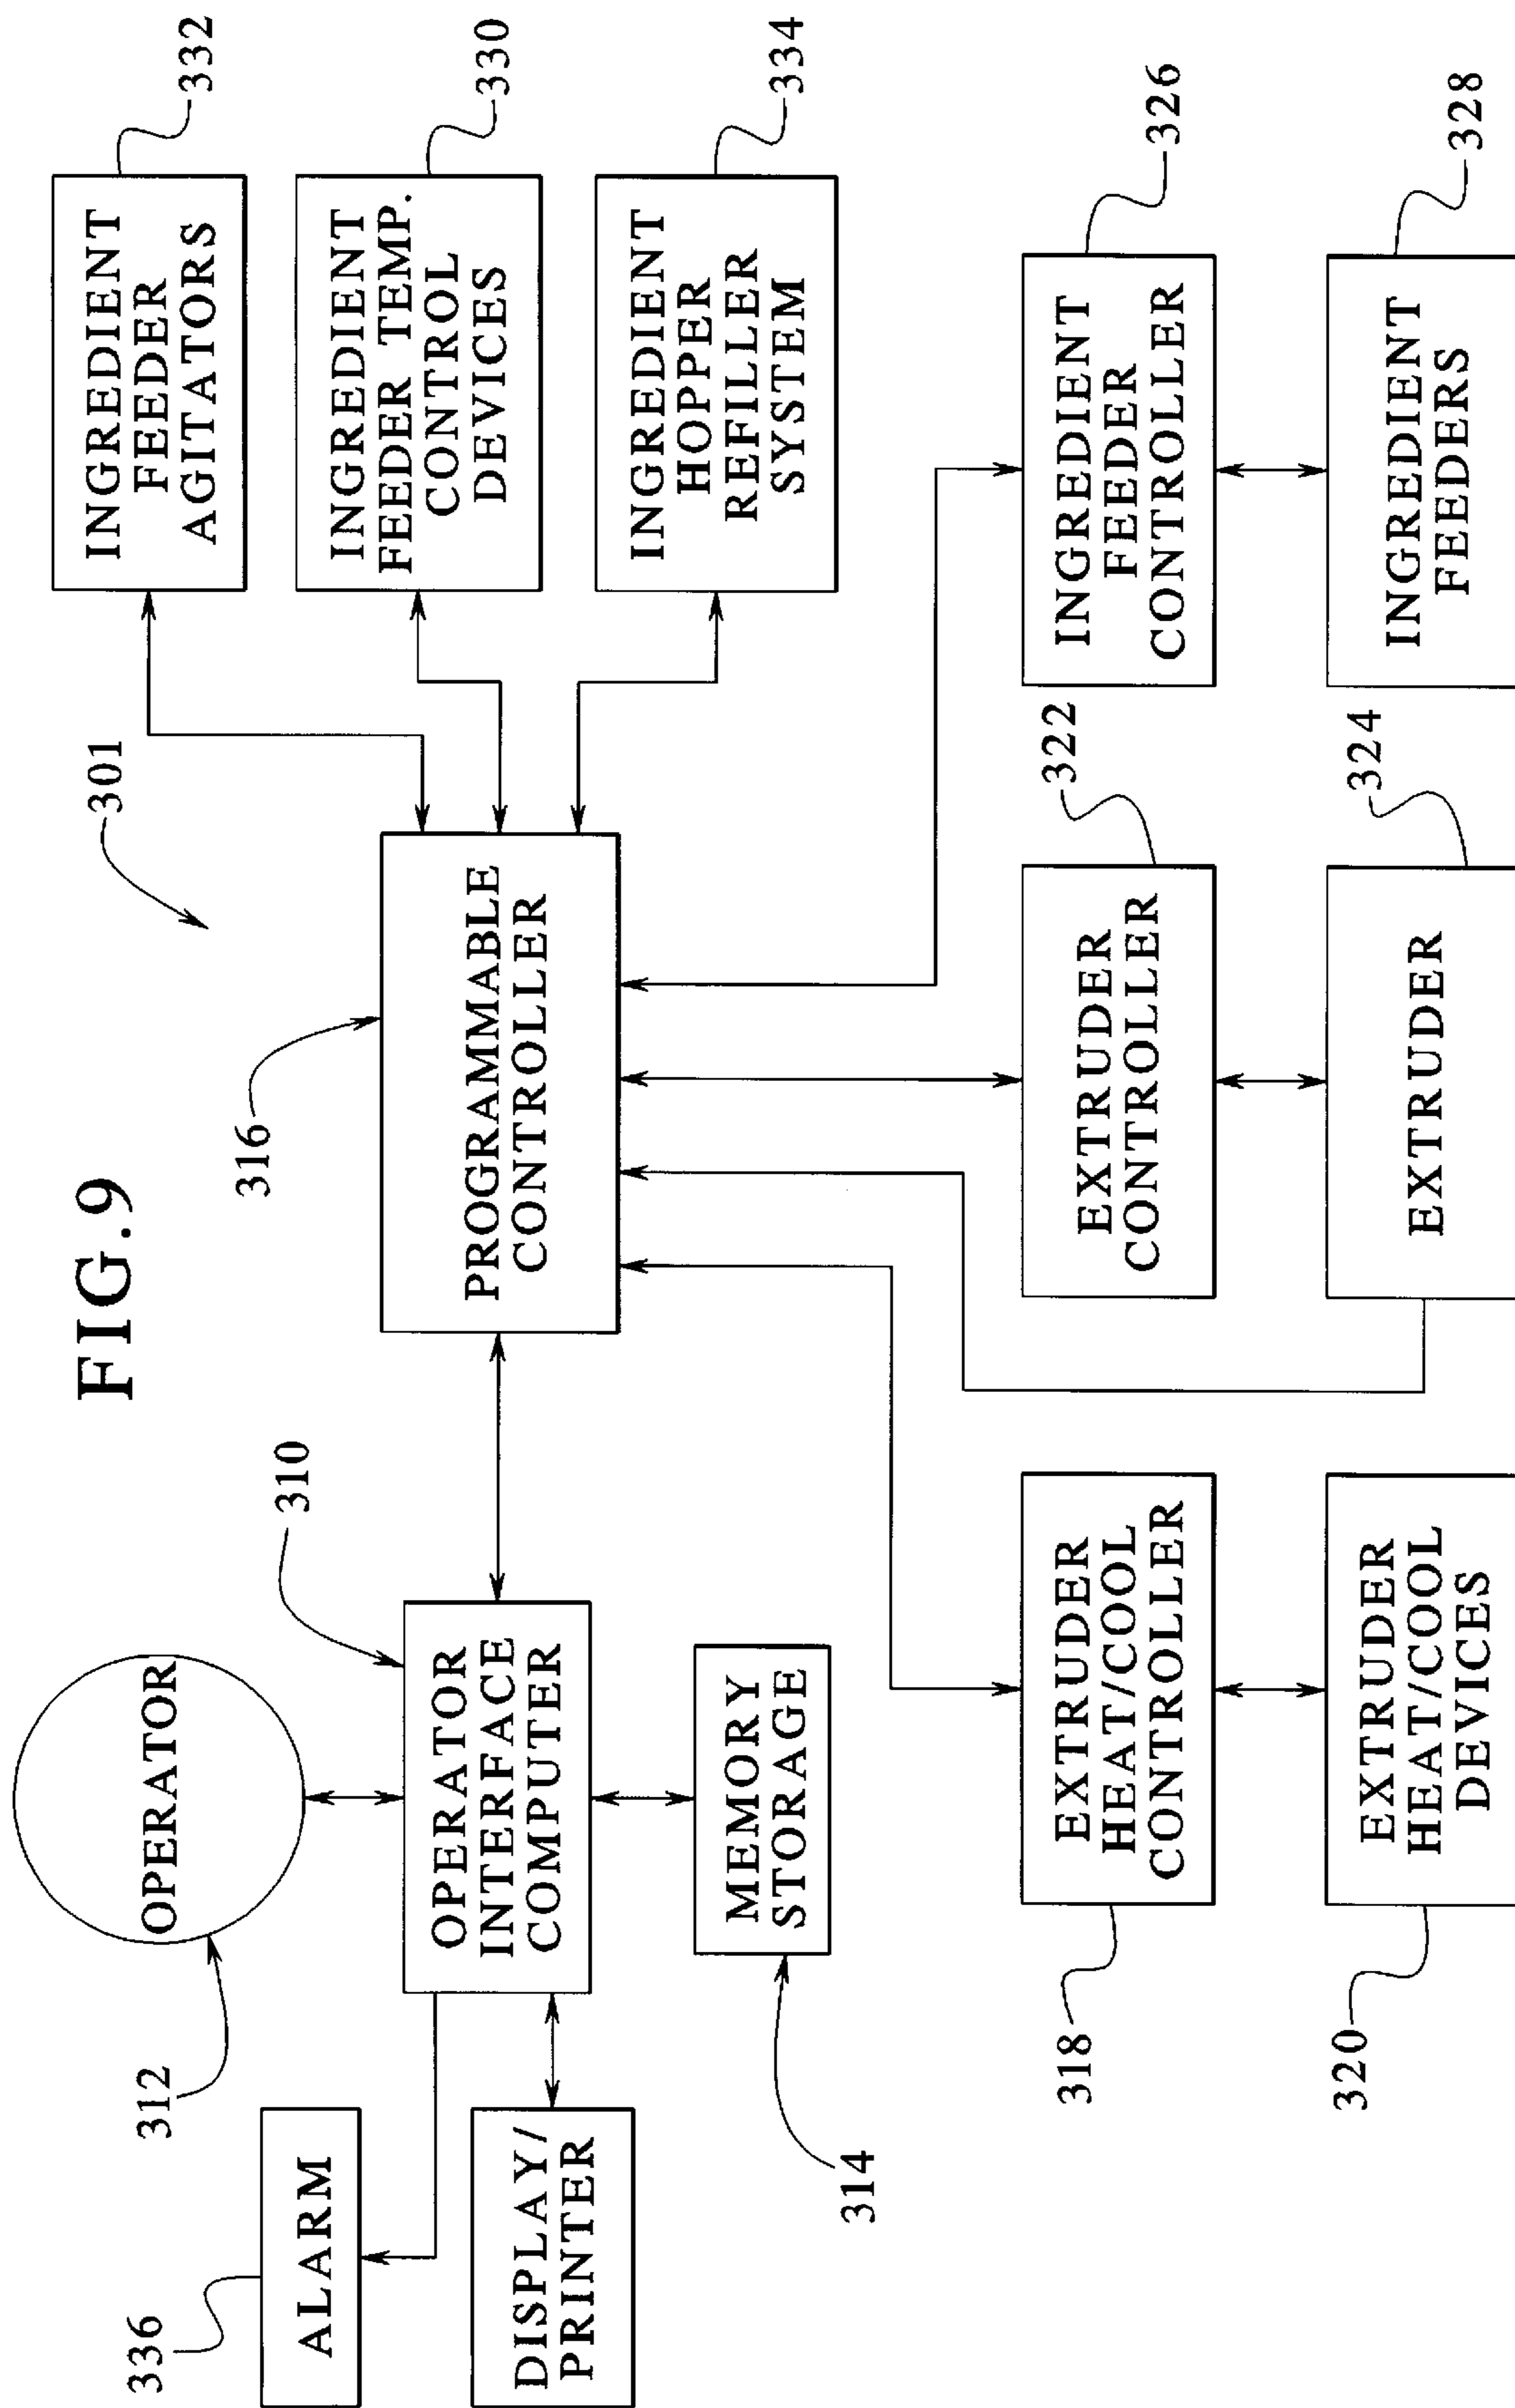 FIG.9
301
316
310
312
336
OPERATOR
ALARM
OPERATOR
INTERFACE
COMPUTER
DISPLAY/
PRINTER
MEMORY
STORAGE
314
PROGRAMMABLE
CONTROLLER
INGREDIENT
FEEDER
AGITATORS
332
INGREDIENT
FEEDER TEMP.
CONTROL
DEVICES
330
INGREDIENT
HOPPER
REFILLER
SYSTEM
334
EXTRUDER
HEAT/COOL
CONTROLLER
318
EXTRUDER
CONTROLLER
322
INGREDIENT
FEEDER
CONTROLLER
326
EXTRUDER
HEAT/COOL
DEVICES
320
EXTRUDER
324
INGREDIENT
FEEDERS
328